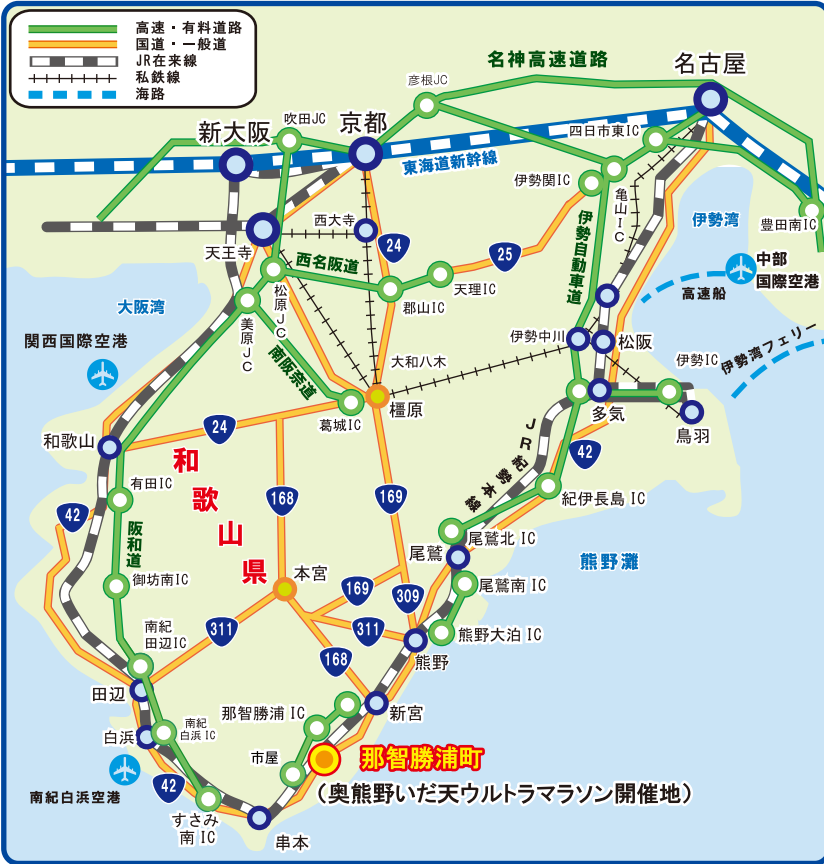 高速・有料道路
国道・一般道
JR在来線
私鉄線
海路
名神高速道路
名古屋
彦根JC
吹田JC
京都
新大阪
四日市東IC
東海道新幹線
伊勢関IC
亀山IC
伊勢湾
豊田南IC
西大寺
24
天王寺
伊勢自動車道
25
西名阪道
中部
国際空港
高速船
天理IC
郡山IC
松原JC
大阪湾
美原JC
関西国際空港
伊勢中川
松阪
伊勢湾フェリー
伊勢IC
南阪奈道
大和八木
葛城IC
橿原
多気
鳥羽
24
和歌山
JR紀勢本線
42
和歌山県
有田IC
168
169
紀伊長島 IC
42
阪和道
尾鷲北 IC
尾鷲
熊野灘
御坊南IC
本宮
169
尾鷲南 IC
309
311
311
熊野大泊 IC
南紀
田辺IC
熊野
168
田辺
那智勝浦 IC
新宮
南紀
白浜 IC
白浜
市屋
那智勝浦町
42
南紀白浜空港
(奥熊野いだ天ウルトラマラソン開催地)
すさみ
南 IC
串本